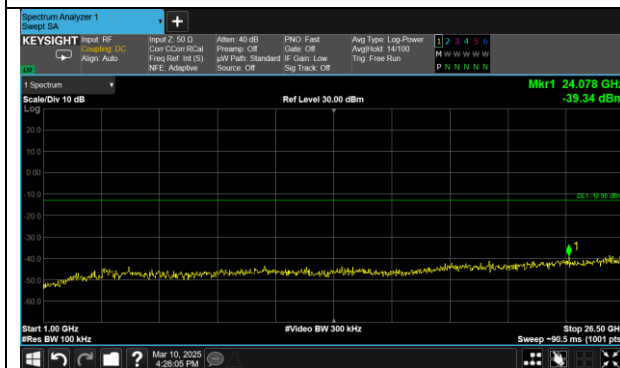 Spectrum Analyzer 1
Swept SA
+
KEYSIGHT
Input: RF
Coupling: DC
Align: Auto
Input Z: 50 Ω
Corr CCorr RCal
Freq Ref: Int (S)
NFE: Adaptive
Atten: 40 dB
Preamp: Off
µW Path: Standard
Source: Off
PNO: Fast
Gate: Off
IF Gain: Low
Sig Track: Off
Avg Type: Log-Power
Avg|Hold: 14/100
Trig: Free Run
1 2 3 4 5 6
M W W W W W
P N N N N N
1 Spectrum
Scale/Div 10 dB
Log
Ref Level 30.00 dBm
Mkr1 24.078 GHz
-39.34 dBm
20.0
10.0
0.00
-10.0
-20.0
-30.0
-40.0
-50.0
-60.0
DL1 -12.90 dBm
1
Start 1.00 GHz
#Res BW 100 kHz
#Video BW 300 kHz
Stop 26.50 GHz
Sweep ~90.5 ms (1001 pts)
?
Mar 10, 2025
4:26:05 PM